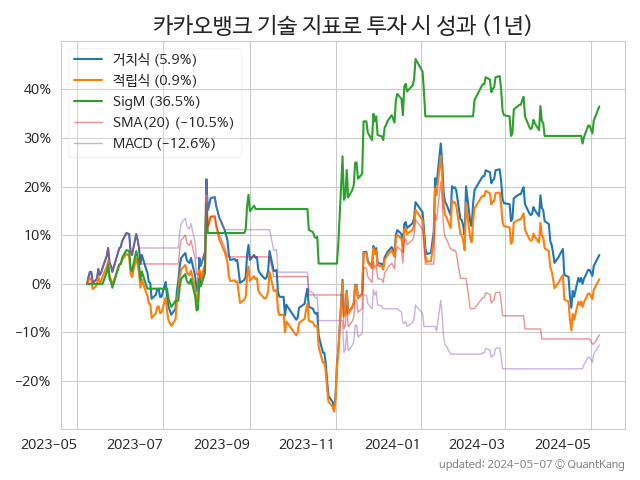 카카오뱅크 기술 지표로 투자 시 성과 (1년)
거치식 (5.9%)
적립식 (0.9%)
SigM (36.5%)
SMA(20) (−10.5%)
MACD (−12.6%)
40%
30%
20%
10%
0%
−10%
−20%
2023-05 2023-07 2023-09 2023-11 2024-01 2024-03 2024-05
updated: 2024-05-07 © QuantKang